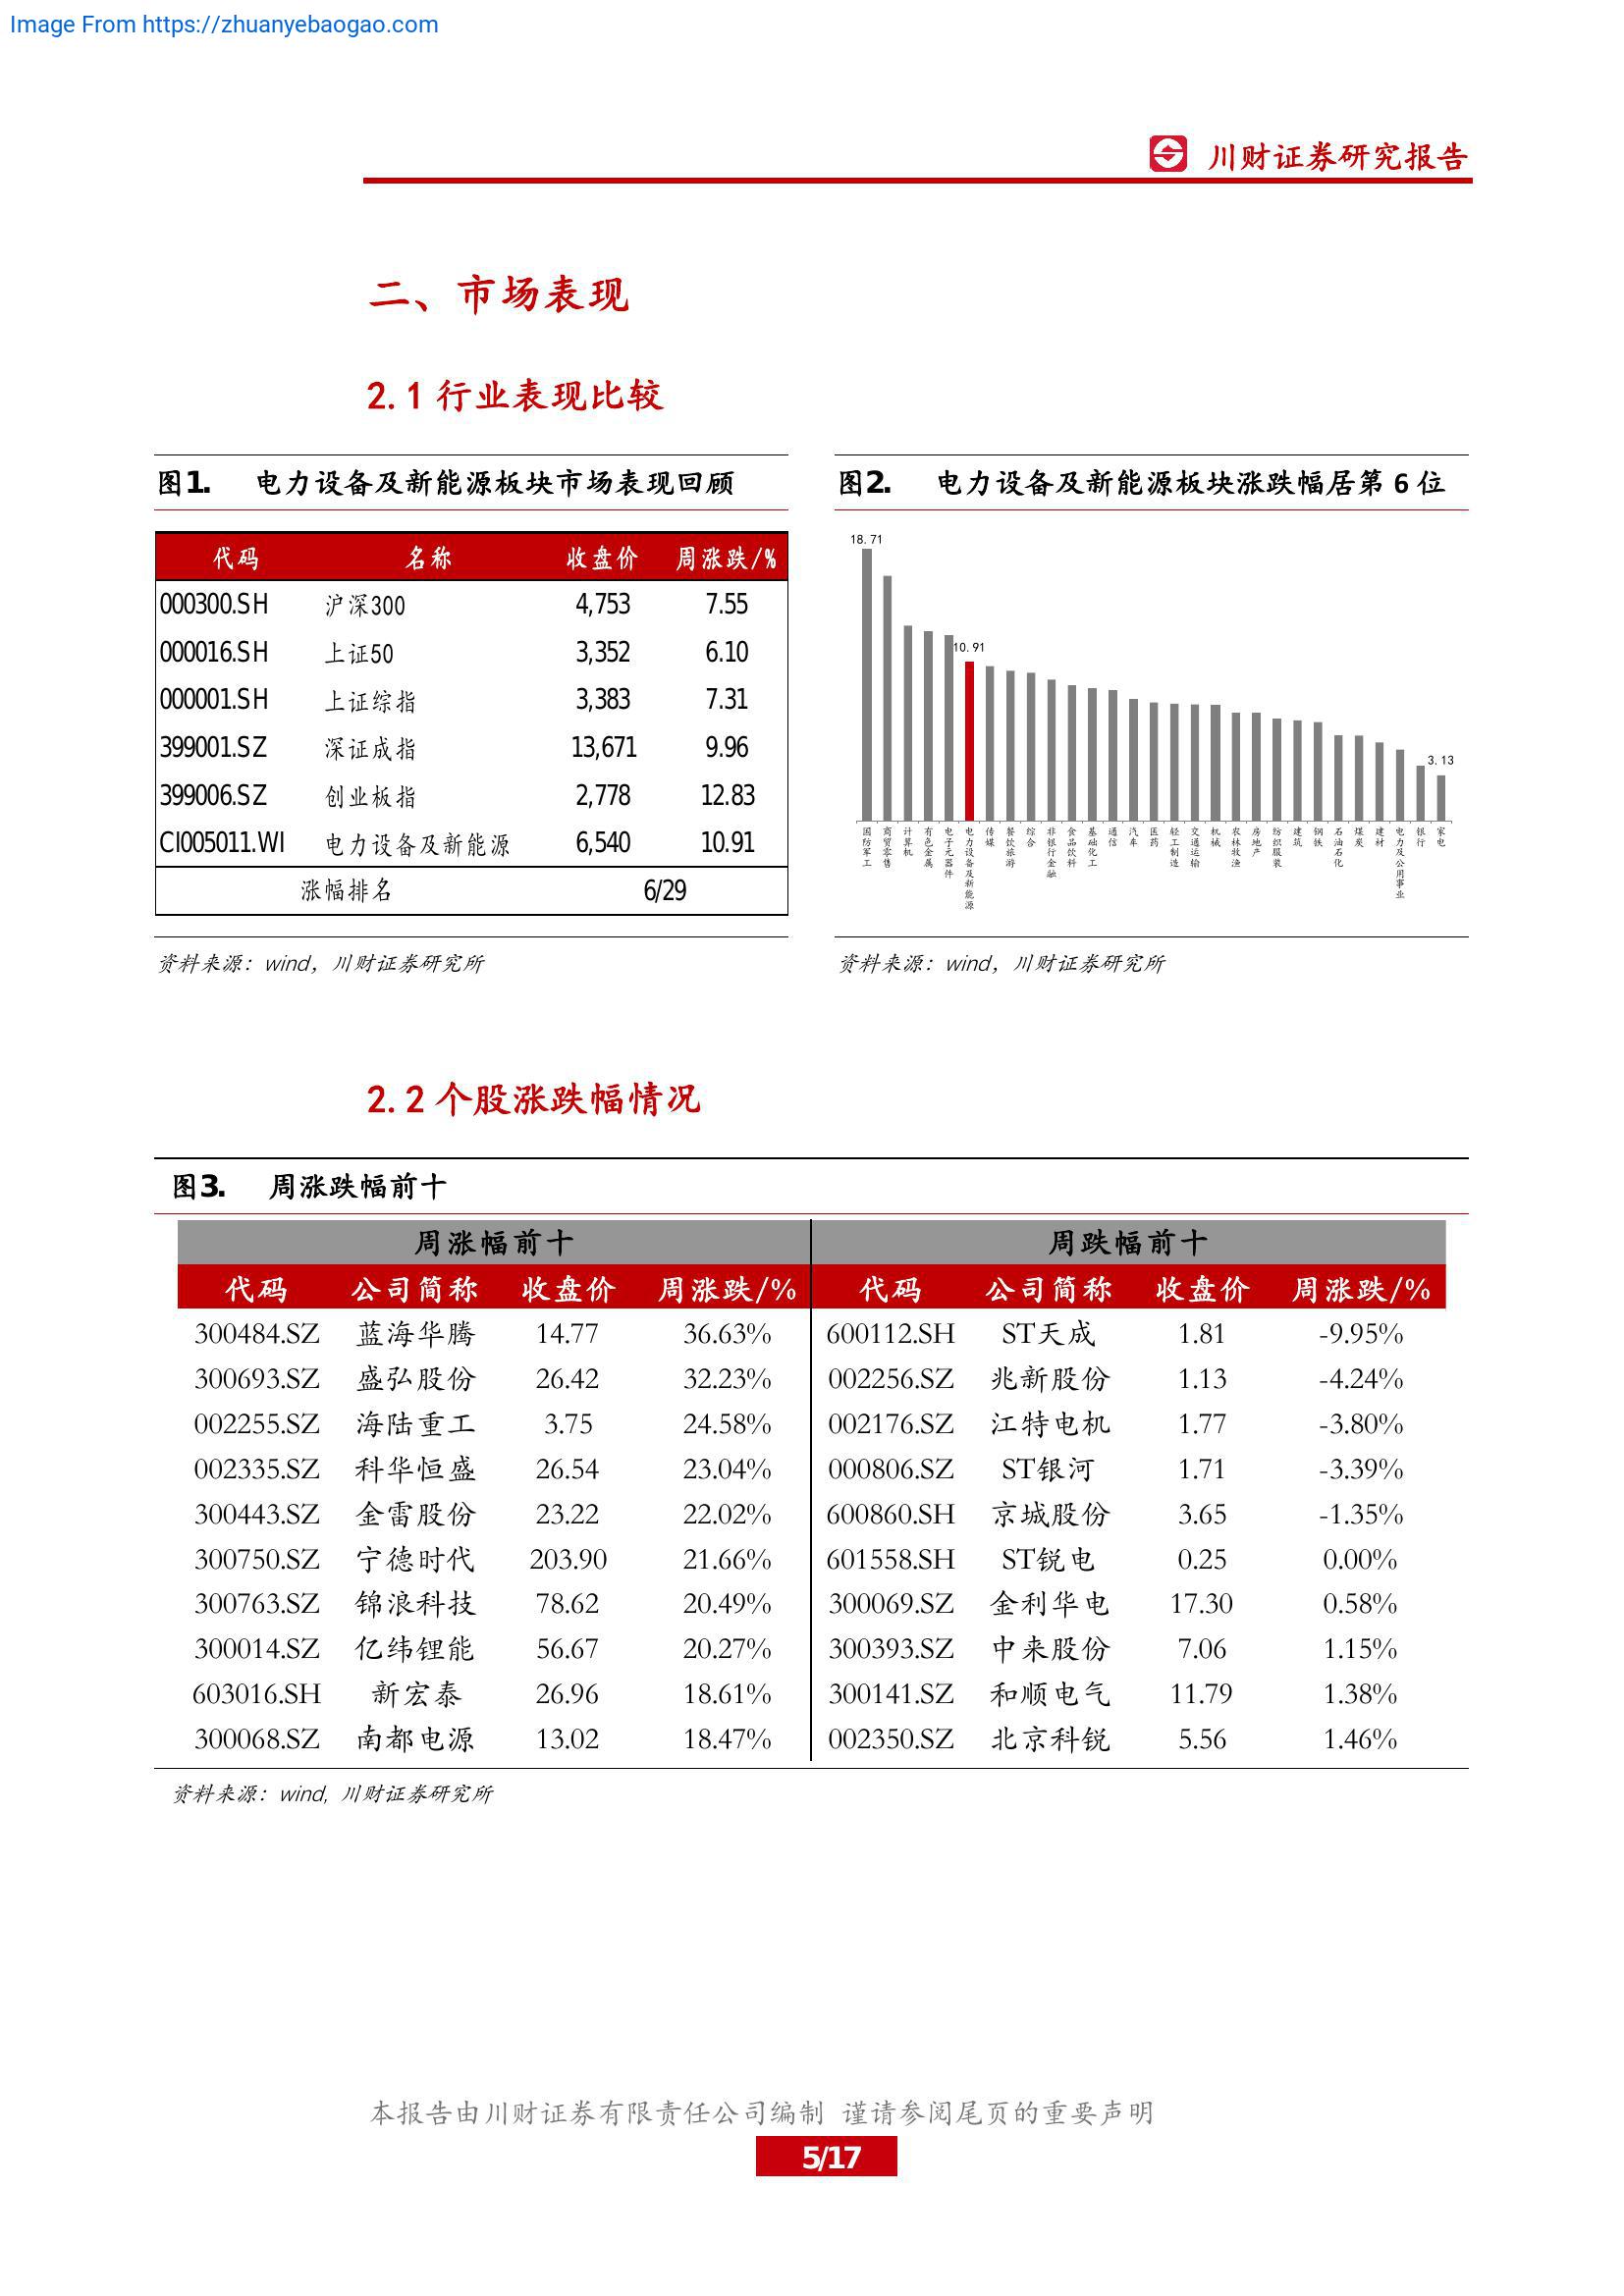 Image From https://zhuanyebaogao.com
川财证券研究报告
二、市场表现
2.1 行业表现比较
图1. 电力设备及新能源板块市场表现回顾
代码 名称 收盘价 周涨跌/%
000300.SH 沪深300 4,753 7.55
000016.SH 上证50 3,352 6.10
000001.SH 上证综指 3,383 7.31
399001.SZ 深证成指 13,671 9.96
399006.SZ 创业板指 2,778 12.83
CI005011.WI 电力设备及新能源 6,540 10.91
涨幅排名 6/29
资料来源：wind，川财证券研究所
图2. 电力设备及新能源板块涨跌幅居第 6 位
18.71
10.91
3.13
国防军工 商贸零售 计算机 有色金属 电子元器件 电力设备及新能源 传媒 餐饮旅游 综合 非银行金融 食品饮料 基础化工 通信 汽车 医药 轻工制造 交通运输 机械 农林牧渔 房地产 纺织服装 建筑 钢铁 石油石化 煤炭 建材 电力及公用事业 银行 家电
资料来源：wind，川财证券研究所
2.2 个股涨跌幅情况
图3. 周涨跌幅前十
周涨幅前十 周跌幅前十
代码 公司简称 收盘价 周涨跌/% 代码 公司简称 收盘价 周涨跌/%
300484.SZ 蓝海华腾 14.77 36.63% 600112.SH ST天成 1.81 -9.95%
300693.SZ 盛弘股份 26.42 32.23% 002256.SZ 兆新股份 1.13 -4.24%
002255.SZ 海陆重工 3.75 24.58% 002176.SZ 江特电机 1.77 -3.80%
002335.SZ 科华恒盛 26.54 23.04% 000806.SZ ST银河 1.71 -3.39%
300443.SZ 金雷股份 23.22 22.02% 600860.SH 京城股份 3.65 -1.35%
300750.SZ 宁德时代 203.90 21.66% 601558.SH ST锐电 0.25 0.00%
300763.SZ 锦浪科技 78.62 20.49% 300069.SZ 金利华电 17.30 0.58%
300014.SZ 亿纬锂能 56.67 20.27% 300393.SZ 中来股份 7.06 1.15%
603016.SH 新宏泰 26.96 18.61% 300141.SZ 和顺电气 11.79 1.38%
300068.SZ 南都电源 13.02 18.47% 002350.SZ 北京科锐 5.56 1.46%
资料来源：wind, 川财证券研究所
本报告由川财证券有限责任公司编制 谨请参阅尾页的重要声明
5/17